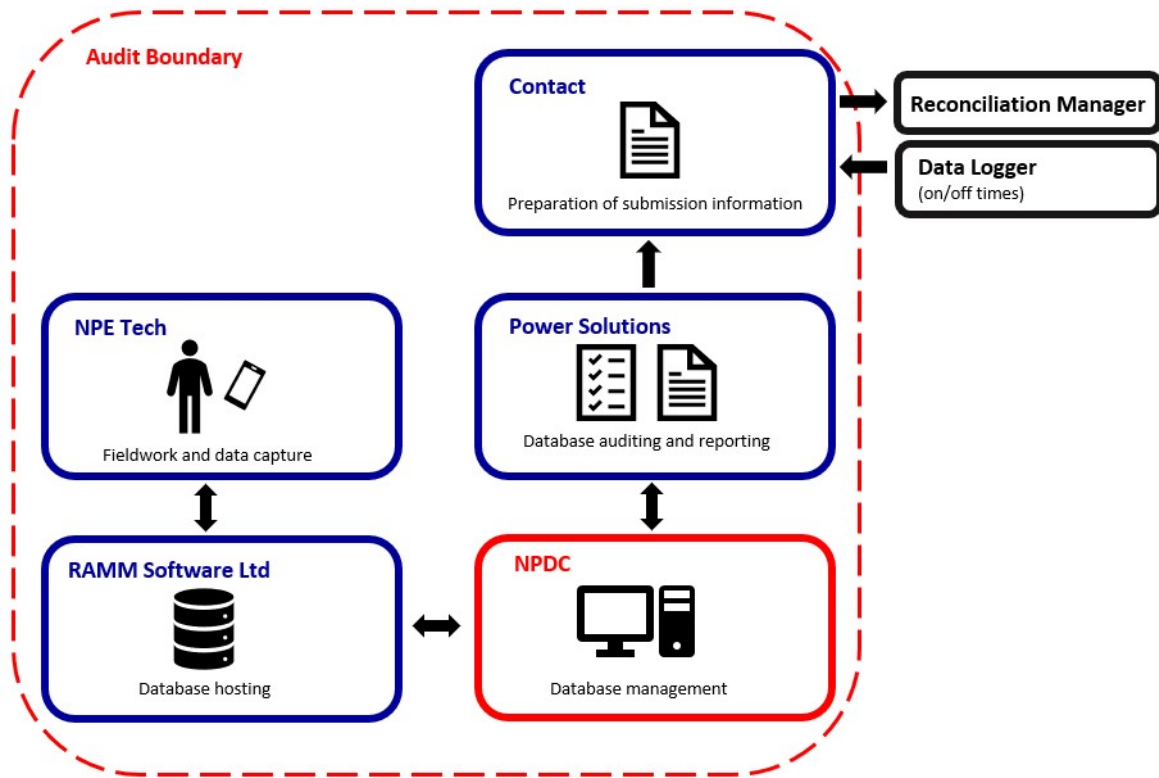 Audit Boundary
Contact
Preparation of submission information
Reconciliation Manager
Data Logger
(on/off times)
NPE Tech
Fieldwork and data capture
Power Solutions
Database auditing and reporting
RAMM Software Ltd
Database hosting
NPDC
Database management